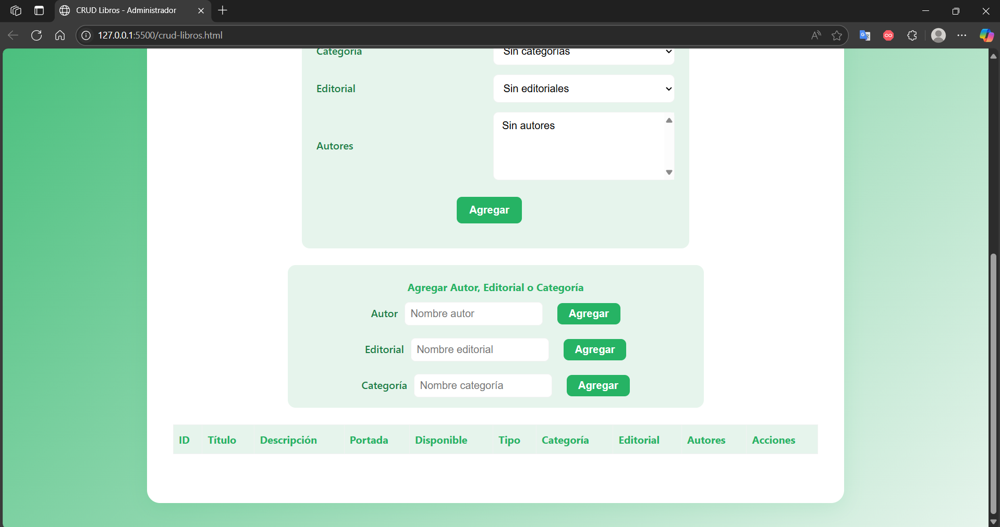 CRUD Libros - Administrador
127.0.0.1:5500/crud-libros.html
Categoría Sin categorías
Editorial Sin editoriales
Sin autores
Autores
Agregar
Agregar Autor, Editorial o Categoría
Autor Nombre autor Agregar
Editorial Nombre editorial Agregar
Categoría Nombre categoría Agregar
ID Título Descripción Portada Disponible Tipo Categoría Editorial Autores Acciones